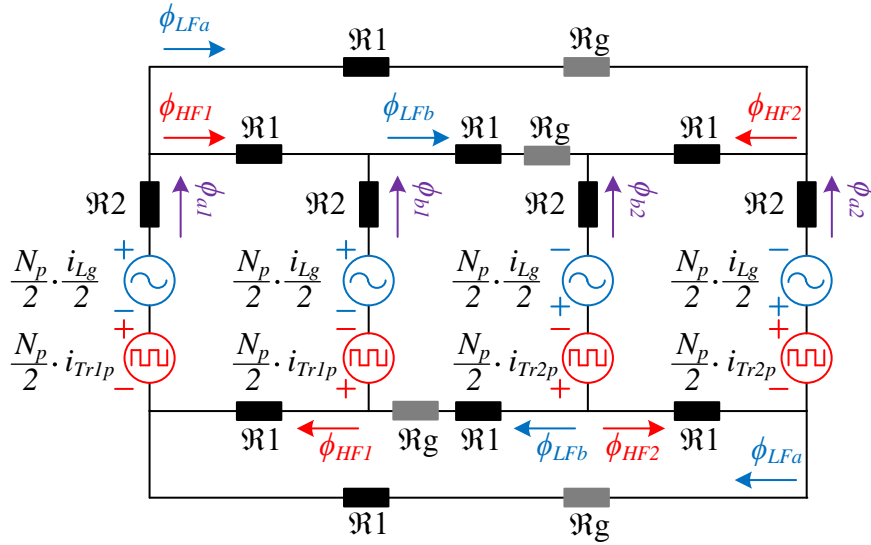 ϕLFa ℜ1 ℜg
ϕHF1 ℜ1 ϕLFb ℜ1 ℜg ℜ1 ϕHF2
ℜ2 ϕa1 ℜ2 ϕb1 ℜ2 ϕb2 ℜ2 ϕa2
+ + − −
Np/2 · iLg/2 Np/2 · iLg/2 Np/2 · iLg/2 Np/2 · iLg/2
− − + +
+ − − +
Np/2 · iTr1p Np/2 · iTr1p Np/2 · iTr2p Np/2 · iTr2p
− + + −
ℜ1 ϕHF1 ℜg ℜ1 ϕLFb ϕHF2 ℜ1 ϕLFa
ℜ1 ℜg